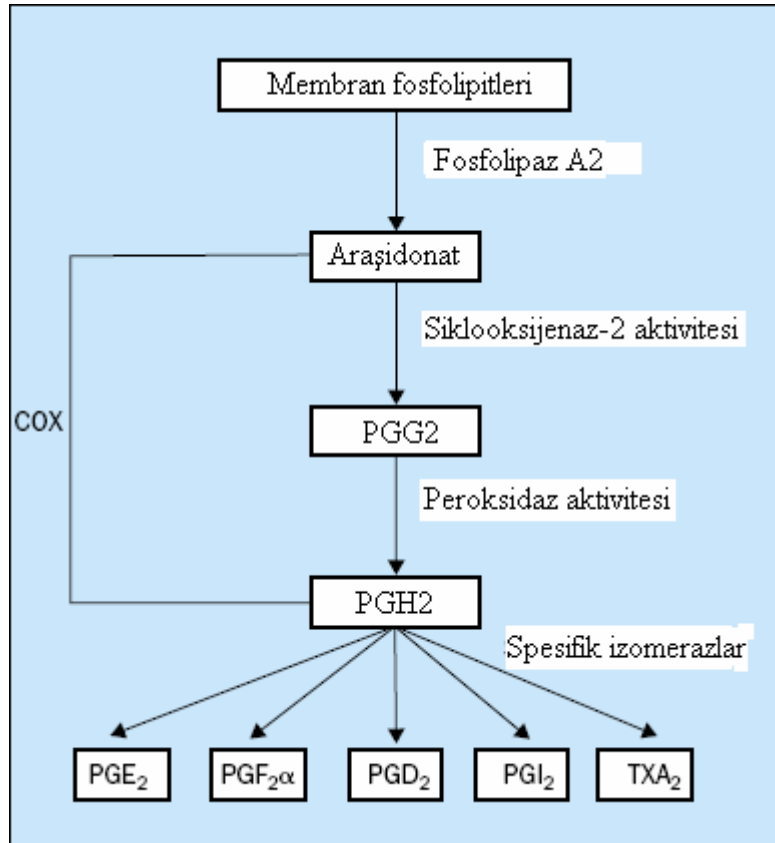 Membran fosfolipitleri
Fosfolipaz A2
Araşidonat
Siklooksijenaz-2 aktivitesi
COX
PGG2
Peroksidaz aktivitesi
PGH2
Spesifik izomerazlar
PGE₂ PGF₂α PGD₂ PGI₂ TXA₂